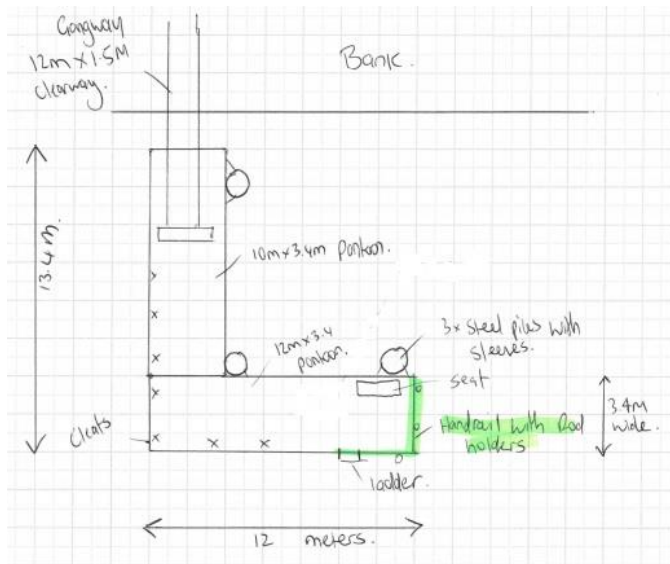 Gangway
12m x 1.5M
clearway.
Bank.
13.4 m.
10m x 3.4m pontoon.
12m x 3.4
pontoon.
3x steel piles with
sleeves.
seat
3.4M
wide.
Handrail with Rod
holders
Cleats
ladder.
12 meters.